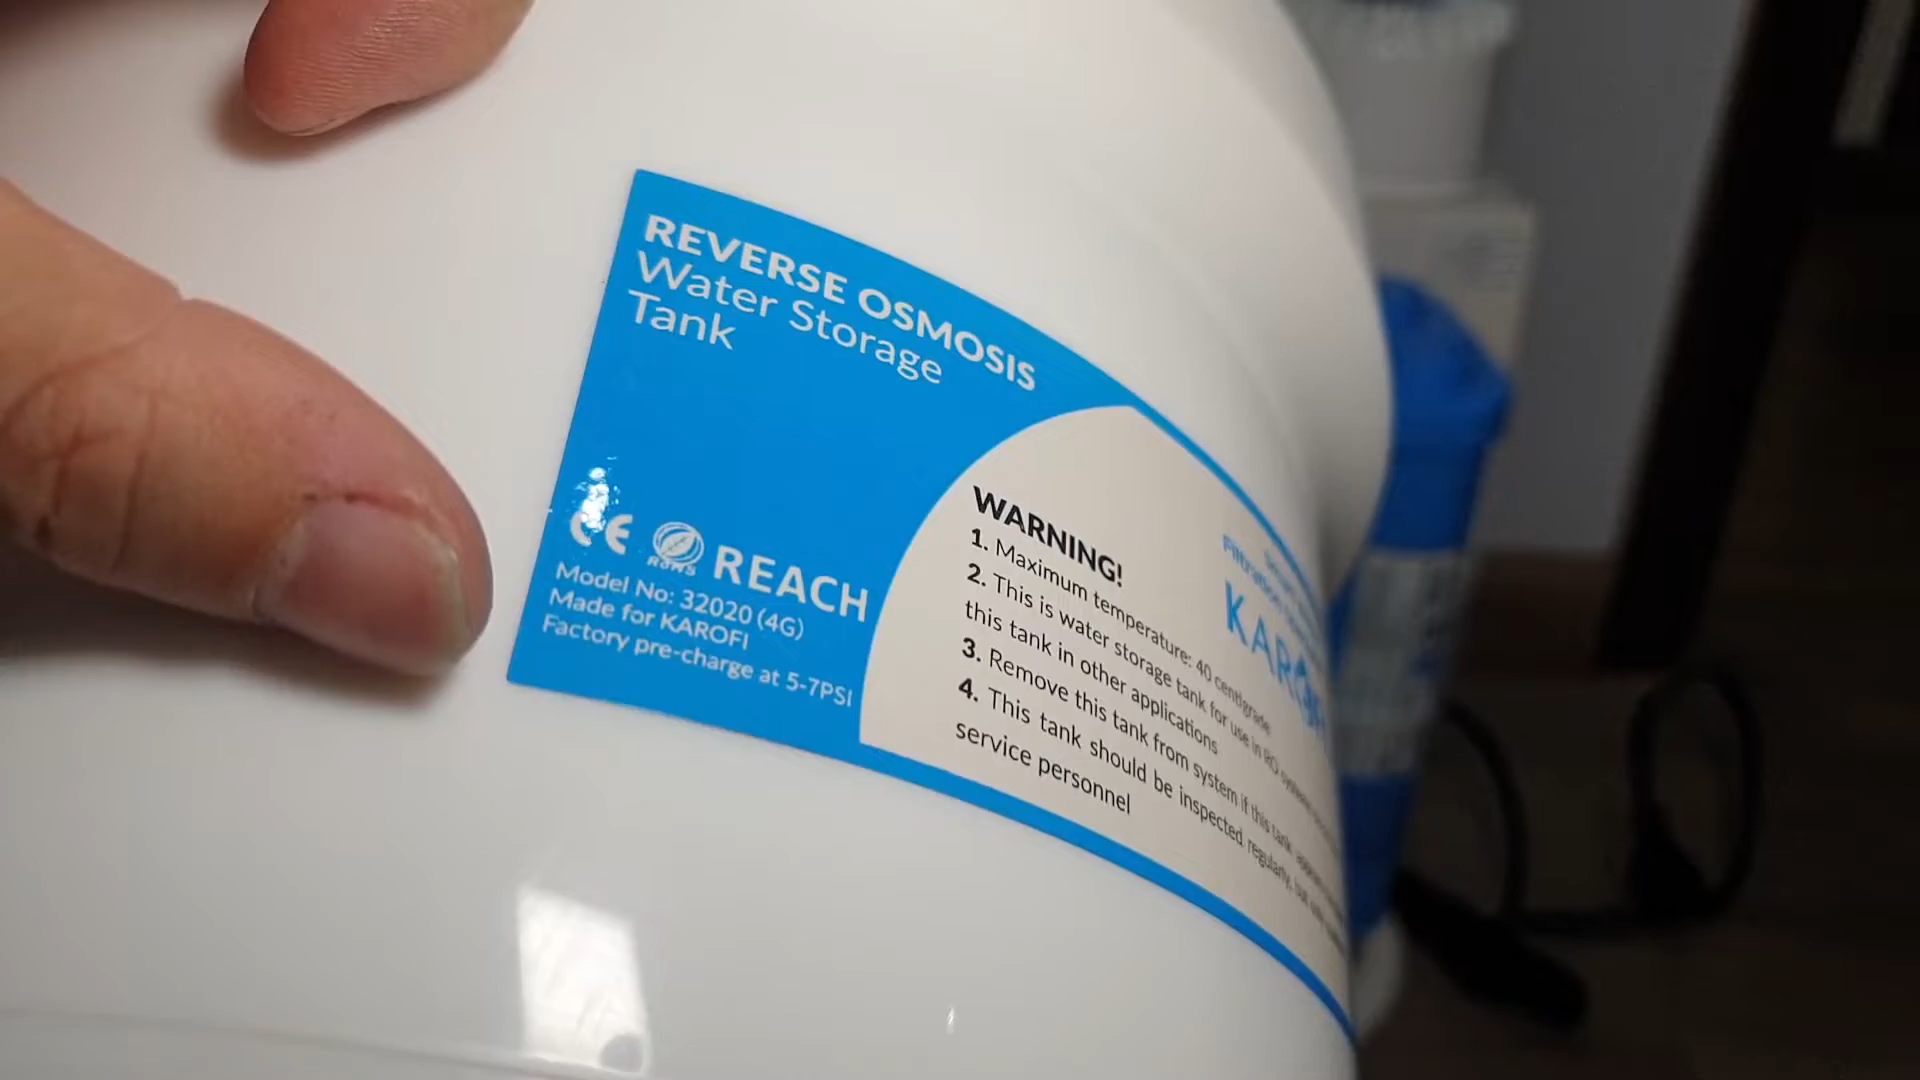 REVERSE OSMOSIS
Water Storage
Tank
CE RoHS REACH
Model No: 32020 (4G)
Made for KAROFI
Factory pre-charge at 5-7PSI
WARNING!
1. Maximum temperature: 40 centigrade
2. This is water storage tank for use in RO
this tank in other applications
3. Remove this tank from system if this tank
4. This tank should be inspected regularly, but
service personnel
Filtration